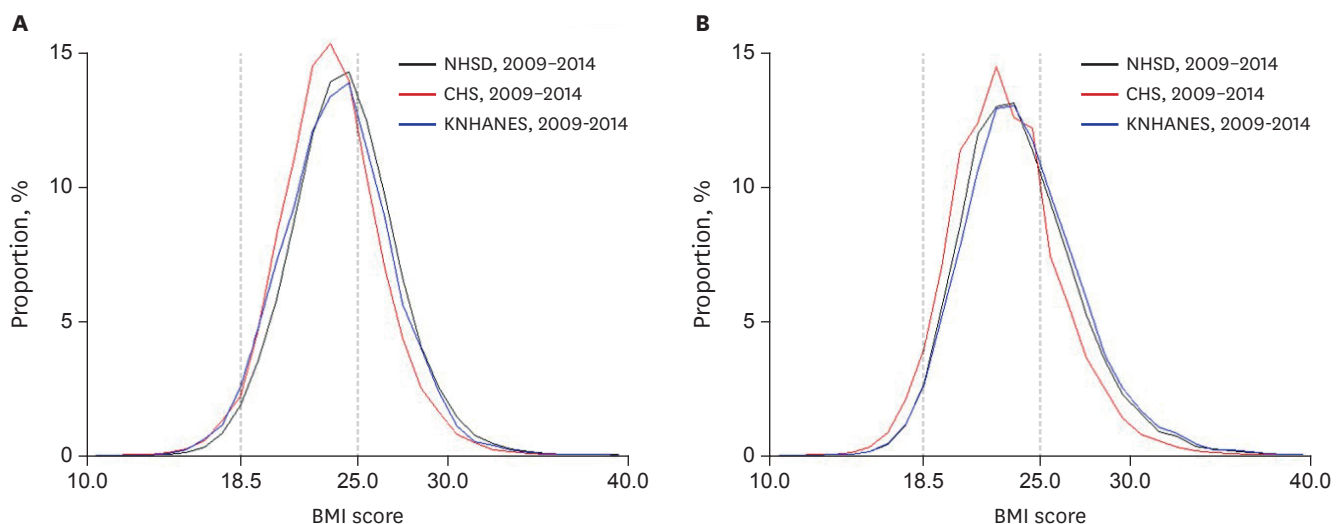 A
Proportion, %
15
10
5
0
10.0 18.5 25.0 30.0 40.0
BMI score
NHSD, 2009–2014
CHS, 2009–2014
KNHANES, 2009-2014
B
Proportion, %
15
10
5
0
10.0 18.5 25.0 30.0 40.0
BMI score
NHSD, 2009–2014
CHS, 2009–2014
KNHANES, 2009-2014